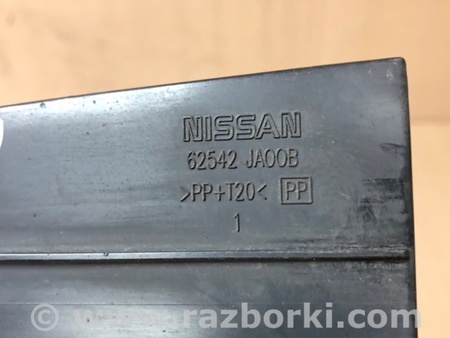 NISSAN
62542 JA00B
>PP+T20< PP
1
www.razborki.com